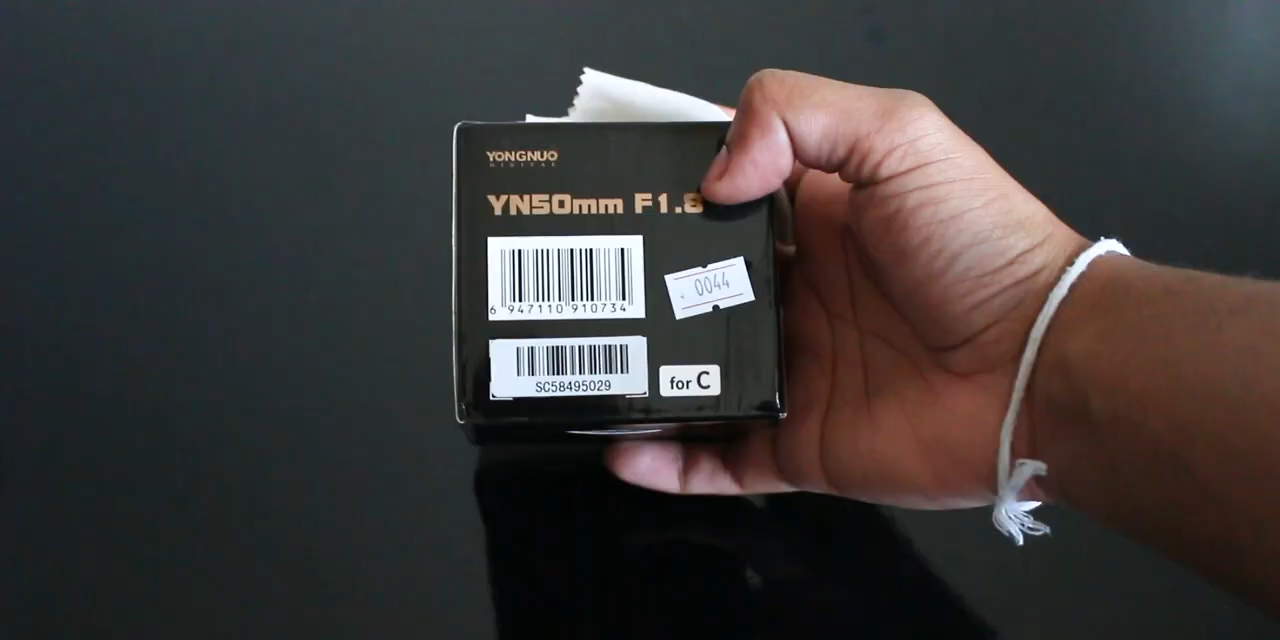 YONGNUO
DIGITAL
YN50mm F1.8
6 947110 910734
0044
SC58495029
for C